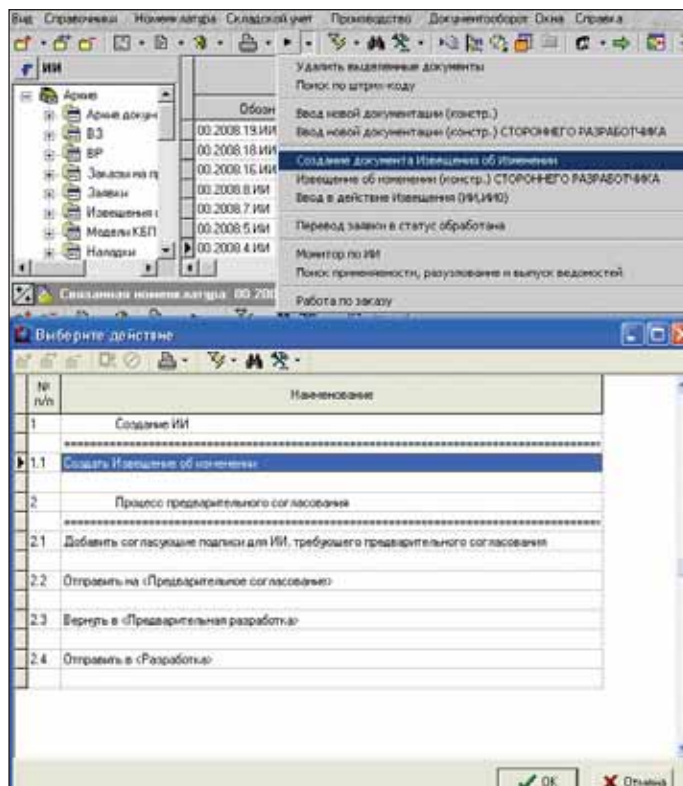 Вид Справочники Номенклатура Складской учет Производство Документооборот Окна Справка
ИИ
Архив
Архив докум
ВЗ
ВР
Заказы на п
Заявки
Извещения о
Модели КБП
Наладки
Обозн
00.2008.19.ИИ
00.2008.18.ИИ
00.2008.16.ИИ
00.2008.8.ИИ
00.2008.7.ИИ
00.2008.5.ИИ
00.2008.4.ИИ
Удалить выделенные документы
Поиск по штрих-коду
Ввод новой документации (констр.)
Ввод новой документации (констр.) СТОРОННЕГО РАЗРАБОТЧИКА
Создание документа Извещения об Изменении
Извещение об изменении (констр.) СТОРОННЕГО РАЗРАБОТЧИКА
Ввод в действие Извещения (ИИ,ИИО)
Перевод заявки в статус обработана
Монитор по ИИ
Поиск применяемости, разузлование и выпуск ведомостей
Работа по заказу
Связанная номенклатура 00.200
Выберите действие
№ п/п Наименование
1 Создание ИИ
1.1 Создать Извещение об изменении
2 Процесс предварительного согласования
2.1 Добавить согласующие подписи для ИИ, требующего предварительного согласования
2.2 Отправить на <Предварительное согласование>
2.3 Вернуть в <Предварительная разработка>
2.4 Отправить в <Разработка>
OK Отмена